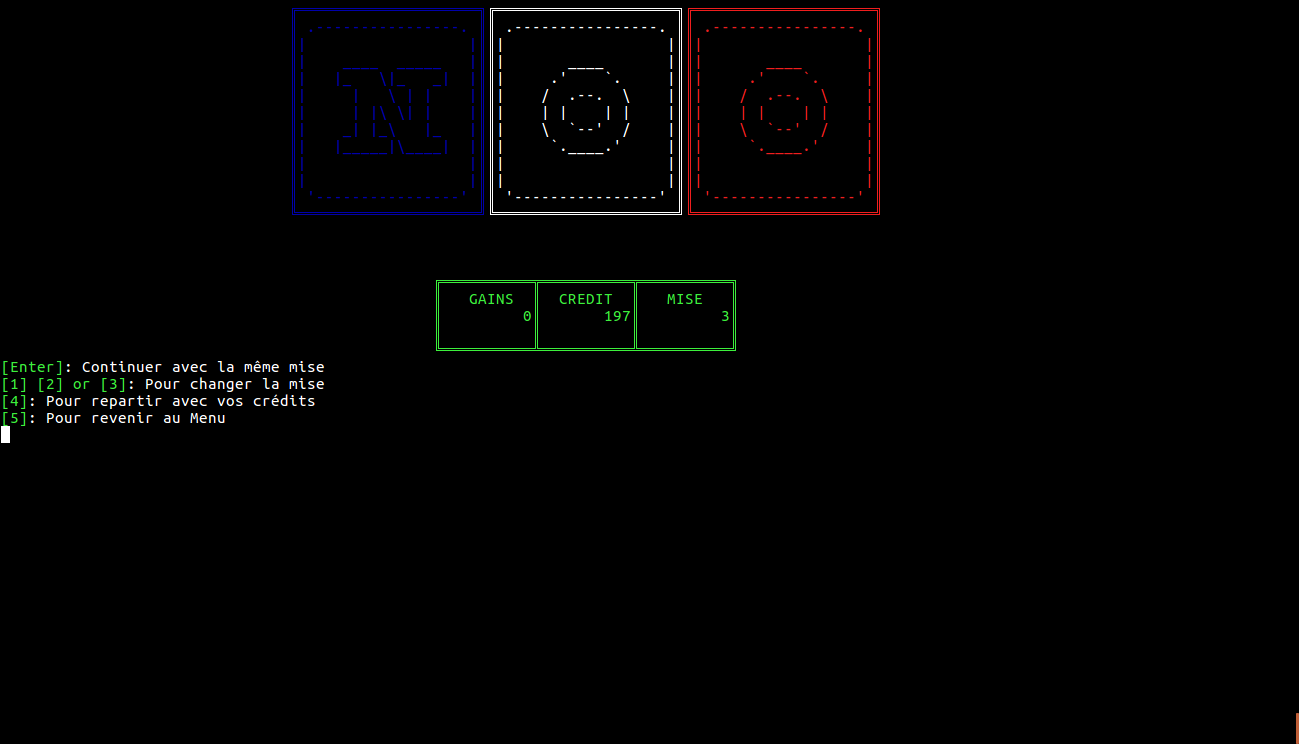 N O O
GAINS CREDIT MISE
0 197 3
[Enter]: Continuer avec la même mise
[1] [2] or [3]: Pour changer la mise
[4]: Pour repartir avec vos crédits
[5]: Pour revenir au Menu